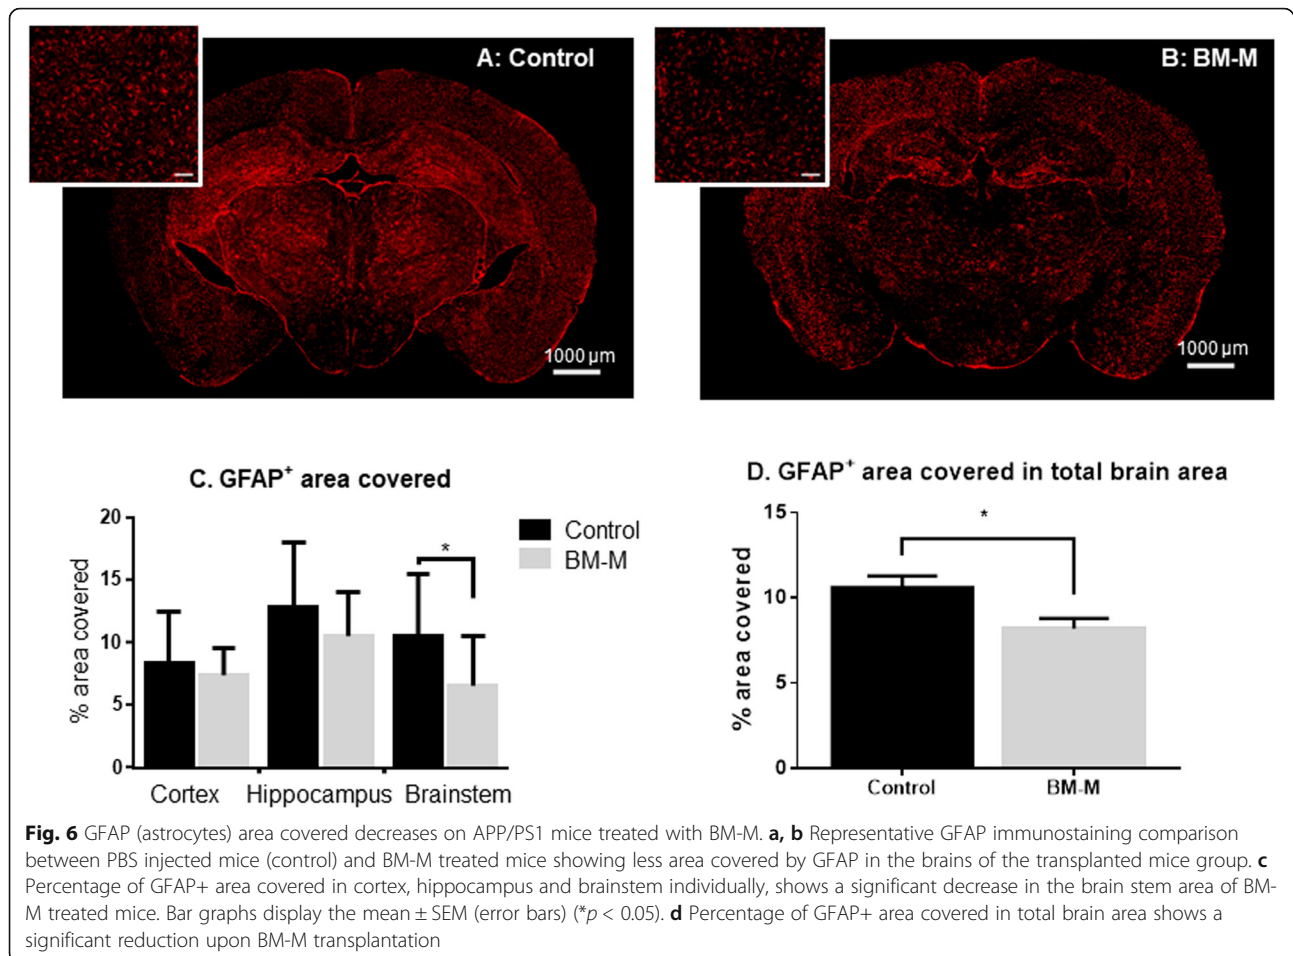 A: Control
B: BM-M
1000 µm
1000 µm
C. GFAP⁺ area covered
20
15
10
5
0
% area covered
*
Control
BM-M
Cortex
Hippocampus
Brainstem
D. GFAP⁺ area covered in total brain area
15
10
5
0
% area covered
*
Control
BM-M
Fig. 6 GFAP (astrocytes) area covered decreases on APP/PS1 mice treated with BM-M. a, b Representative GFAP immunostaining comparison
between PBS injected mice (control) and BM-M treated mice showing less area covered by GFAP in the brains of the transplanted mice group. c
Percentage of GFAP+ area covered in cortex, hippocampus and brainstem individually, shows a significant decrease in the brain stem area of BM-
M treated mice. Bar graphs display the mean ± SEM (error bars) (*p < 0.05). d Percentage of GFAP+ area covered in total brain area shows a
significant reduction upon BM-M transplantation